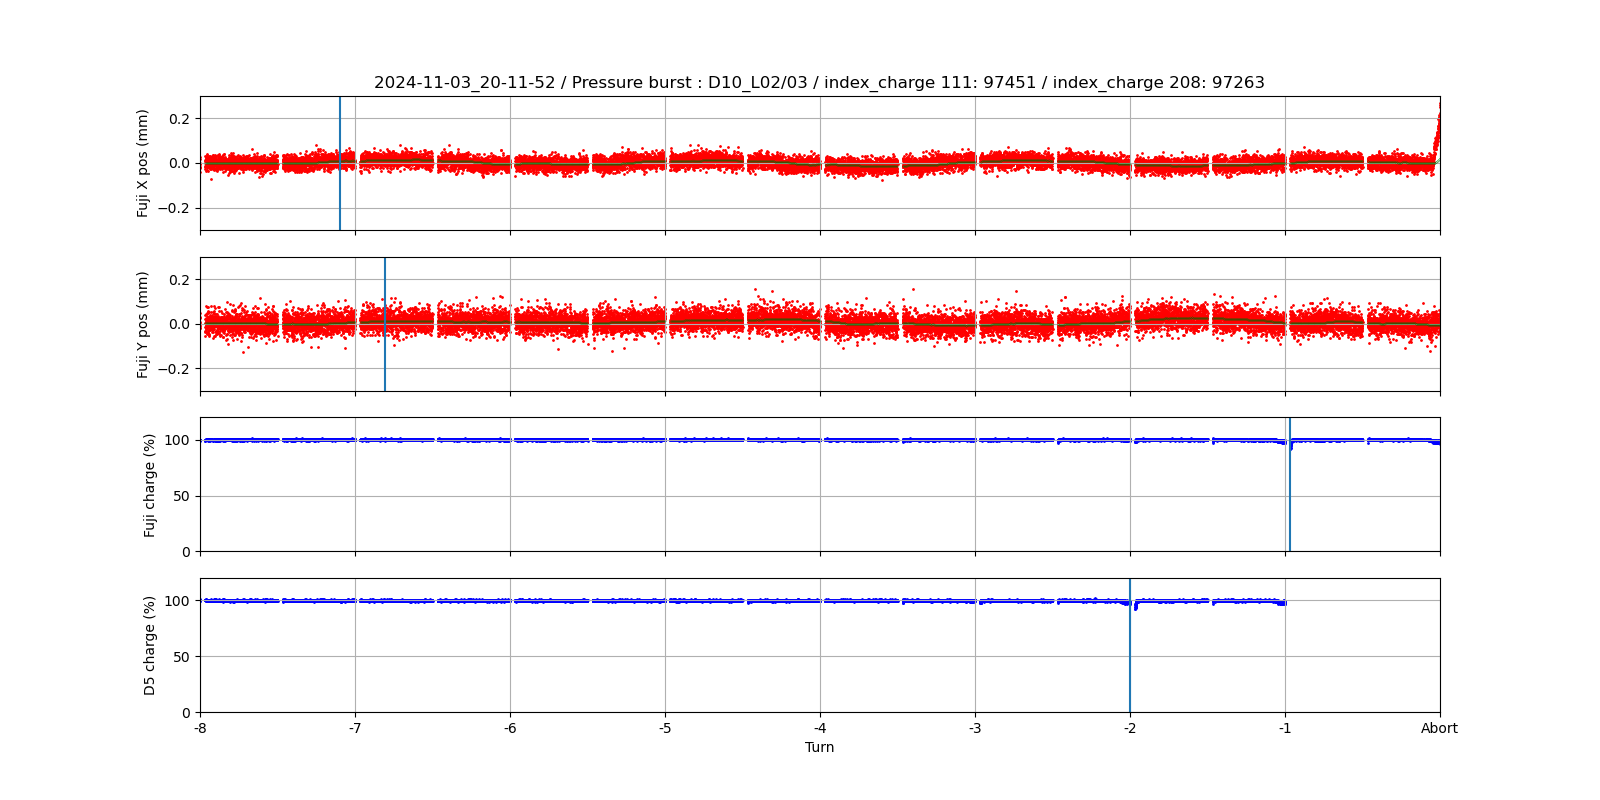 2024-11-03_20-11-52 / Pressure burst : D10_L02/03 / index_charge 111: 97451 / index_charge 208: 97263
Fuji X pos (mm)
0.2
0.0
−0.2
Fuji Y pos (mm)
0.2
0.0
−0.2
Fuji charge (%)
100
50
0
D5 charge (%)
100
50
0
-8 -7 -6 -5 -4 -3 -2 -1 Abort
Turn